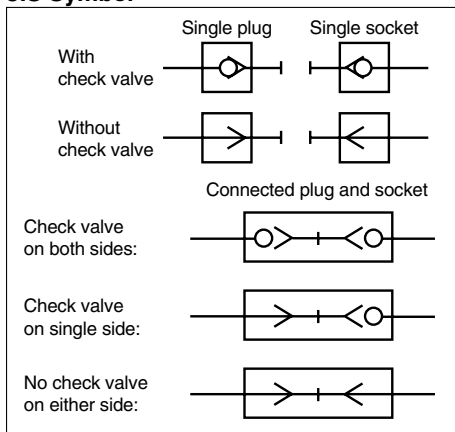 Single plug Single socket
With
check valve
Without
check valve
Connected plug and socket
Check valve
on both sides:
Check valve
on single side:
No check valve
on either side: